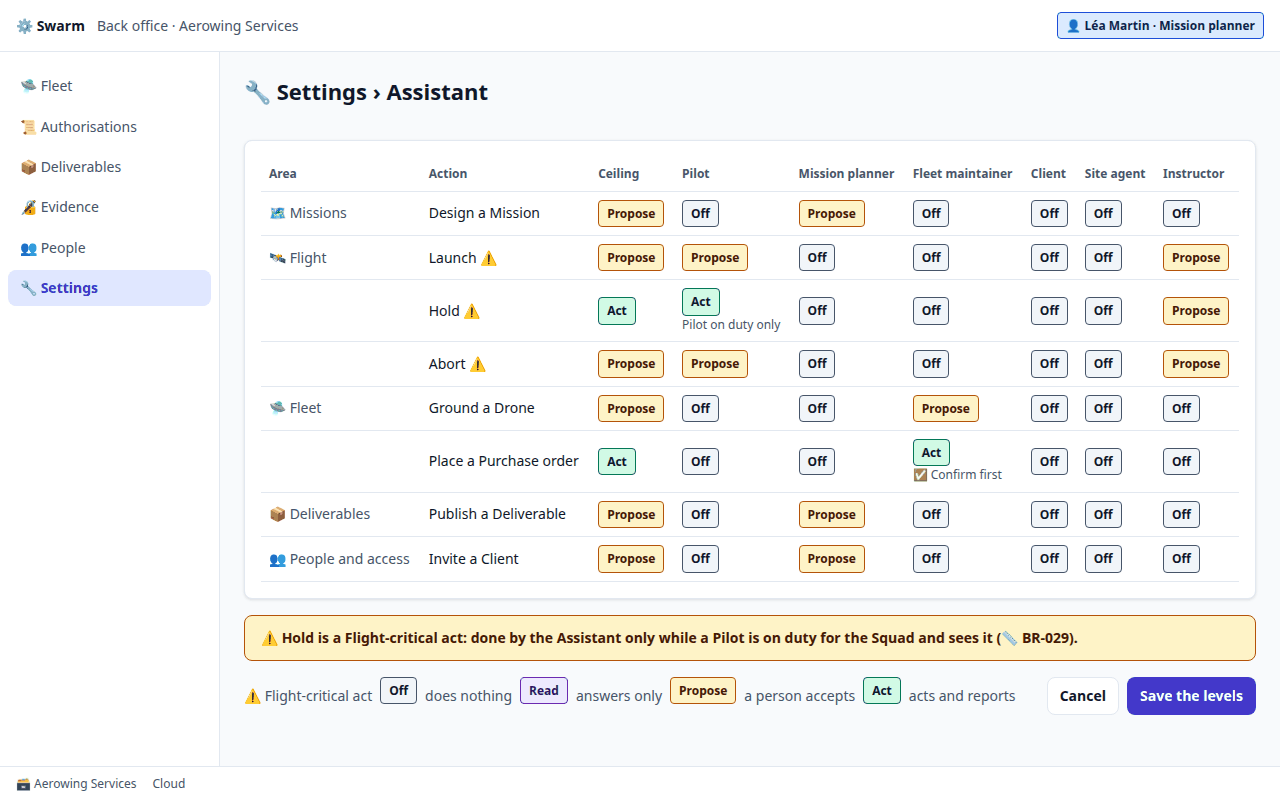 ⚙️ Swarm Back office · Aerowing Services
👤 Léa Martin · Mission planner
🛸 Fleet
📜 Authorisations
📦 Deliverables
🕵️ Evidence
👥 People
🔧 Settings
🔧 Settings › Assistant
Area Action Ceiling Pilot Mission planner Fleet maintainer Client Site agent Instructor
🗺️ Missions Design a Mission Propose Off Propose Off Off Off Off
🛰️ Flight Launch ⚠️ Propose Propose Off Off Off Off Propose
Hold ⚠️ Act Act Off Off Off Off Propose
Pilot on duty only
Abort ⚠️ Propose Propose Off Off Off Off Propose
🛸 Fleet Ground a Drone Propose Off Off Propose Off Off Off
Place a Purchase order Act Off Off Act Off Off Off
☑️ Confirm first
📦 Deliverables Publish a Deliverable Propose Off Propose Off Off Off Off
👥 People and access Invite a Client Propose Off Propose Off Off Off Off
⚠️ Hold is a Flight-critical act: done by the Assistant only while a Pilot is on duty for the Squad and sees it (📏 BR-029).
⚠️ Flight-critical act Off does nothing Read answers only Propose a person accepts Act acts and reports Cancel Save the levels
🗃️ Aerowing Services Cloud